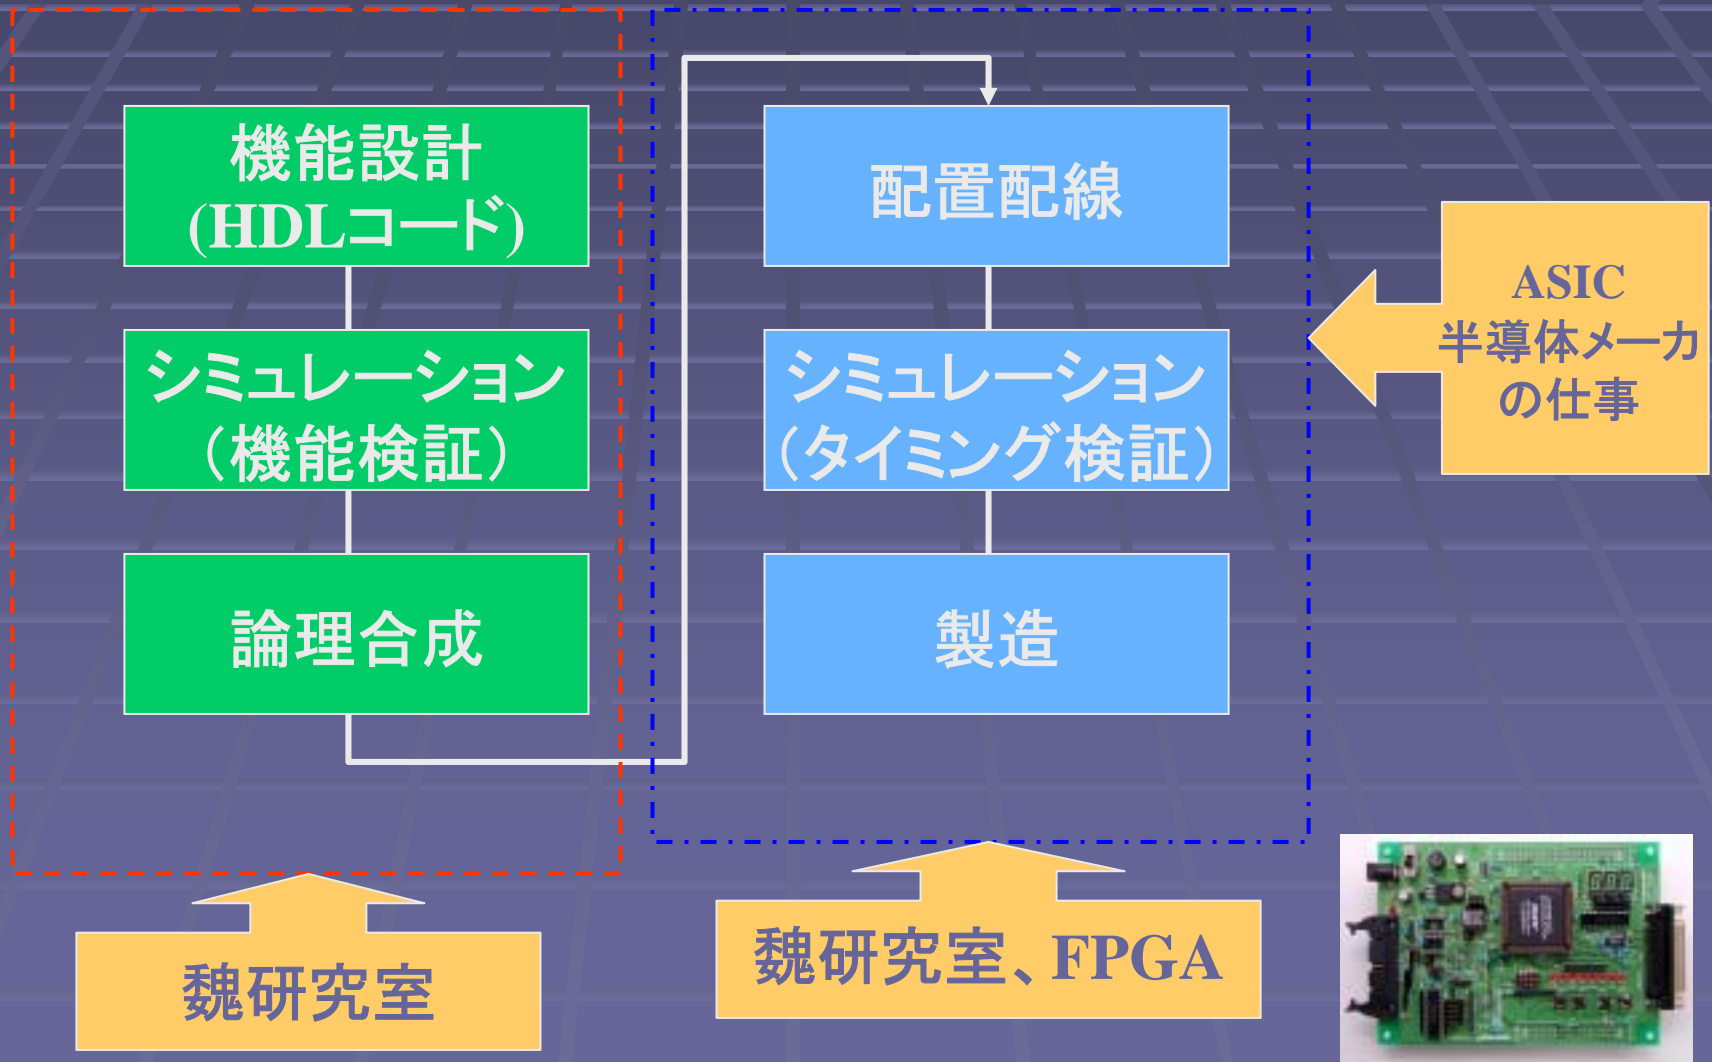 機能設計
(HDLコード)
シミュレーション
（機能検証）
論理合成
配置配線
シミュレーション
（タイミング検証）
製造
ASIC
半導体メーカ
の仕事
魏研究室
魏研究室、FPGA